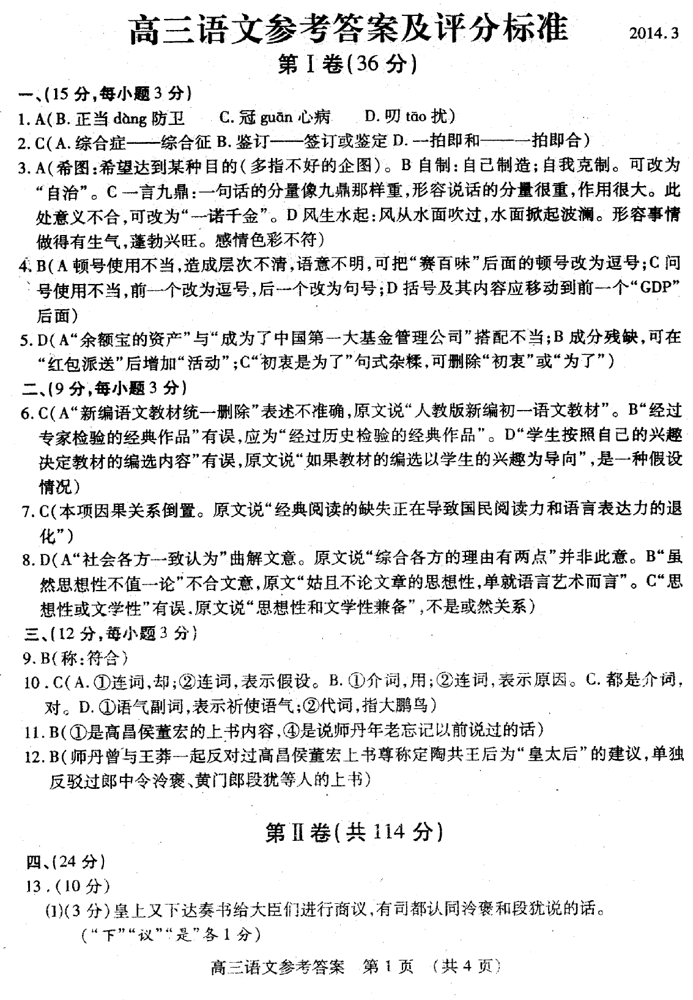 高三语文参考答案及评分标准 2014.3
第Ⅰ卷(36分)
一、(15分,每小题3分)
1.A(B.正当dàng防卫 C.冠guān心病 D.叨tāo扰)
2.C(A.综合症——综合征 B.鉴订——签订或鉴定 D.一拍即和——一拍即合)
3.A(希图:希望达到某种目的(多指不好的企图)。B自制:自己制造;自我克制。可改为
“自治”。C一言九鼎:一句话的分量像九鼎那样重,形容说话的分量很重,作用很大。此
处意义不合,可改为“一诺千金”。D风生水起:风从水面吹过,水面掀起波澜。形容事情
做得有生气,蓬勃兴旺。感情色彩不符)
4.B(A顿号使用不当,造成层次不清,语意不明,可把“赛百味”后面的顿号改为逗号;C问
号使用不当,前一个改为逗号,后一个改为句号;D括号及其内容应移动到前一个“GDP”
后面)
5.D(A“余额宝的资产”与“成为了中国第一大基金管理公司”搭配不当;B成分残缺,可在
“红包派送”后增加“活动”;C“初衷是为了”句式杂糅,可删除“初衷”或“为了”)
二、(9分,每小题3分)
6.C(A“新编语文教材统一删除”表述不准确,原文说“人教版新编初一语文教材”。B“经过
专家检验的经典作品”有误,应为“经过历史检验的经典作品”。D“学生按照自己的兴趣
决定教材的编选内容”有误,原文说“如果教材的编选以学生的兴趣为导向”,是一种假设
情况)
7.C(本项因果关系倒置。原文说“经典阅读的缺失正在导致国民阅读力和语言表达力的退
化”)
8.D(A“社会各方一致认为”曲解文意。原文说“综合各方的理由有两点”并非此意。B“虽
然思想性不值一论”不合文意,原文“姑且不论文章的思想性,单就语言艺术而言”。C“思
想性或文学性”有误,原文说“思想性和文学性兼备”,不是或然关系)
三、(12分,每小题3分)
9.B(称:符合)
10.C(A.①连词,却;②连词,表示假设。B.①介词,用;②连词,表示原因。C.都是介词,
对。D.①语气副词,表示祈使语气;②代词,指大鹏鸟)
11.B(①是高昌侯董宏的上书内容,④是说师丹年老忘记以前说过的话)
12.B(师丹曾与王莽一起反对过高昌侯董宏上书尊称定陶共王后为“皇太后”的建议,单独
反驳过郎中令泠褒、黄门郎段犹等人的上书)
第Ⅱ卷(共114分)
四、(24分)
13.(10分)
(1)(3分)皇上又下达奏书给大臣们进行商议,有司都认同泠褒和段犹说的话。
(“下”“议”“是”各1分)
高三语文参考答案 第1页 (共4页)